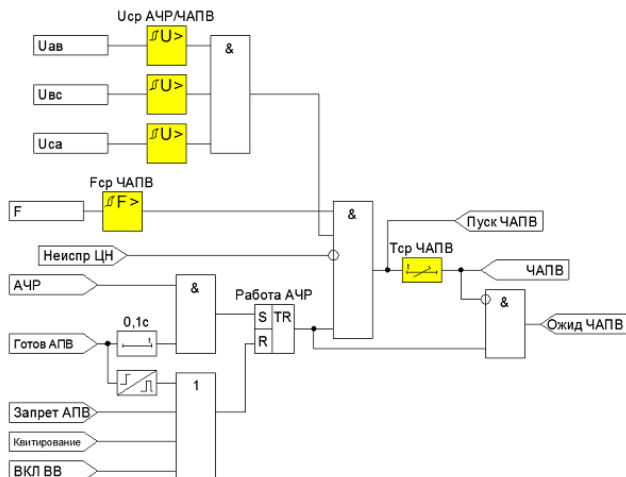 Uср АЧР/ЧАПВ
Uав
U>
&
Uвс
U>
Uса
U>
Fср ЧАПВ
F
F>
&
Пуск ЧАПВ
Неиспр ЦН
Тср ЧАПВ
t
ЧАПВ
АЧР
&
Работа АЧР
&
S TR
Ожид ЧАПВ
0,1с
t
R
Готов АПВ
1
Запрет АПВ
Квитирование
ВКЛ ВВ